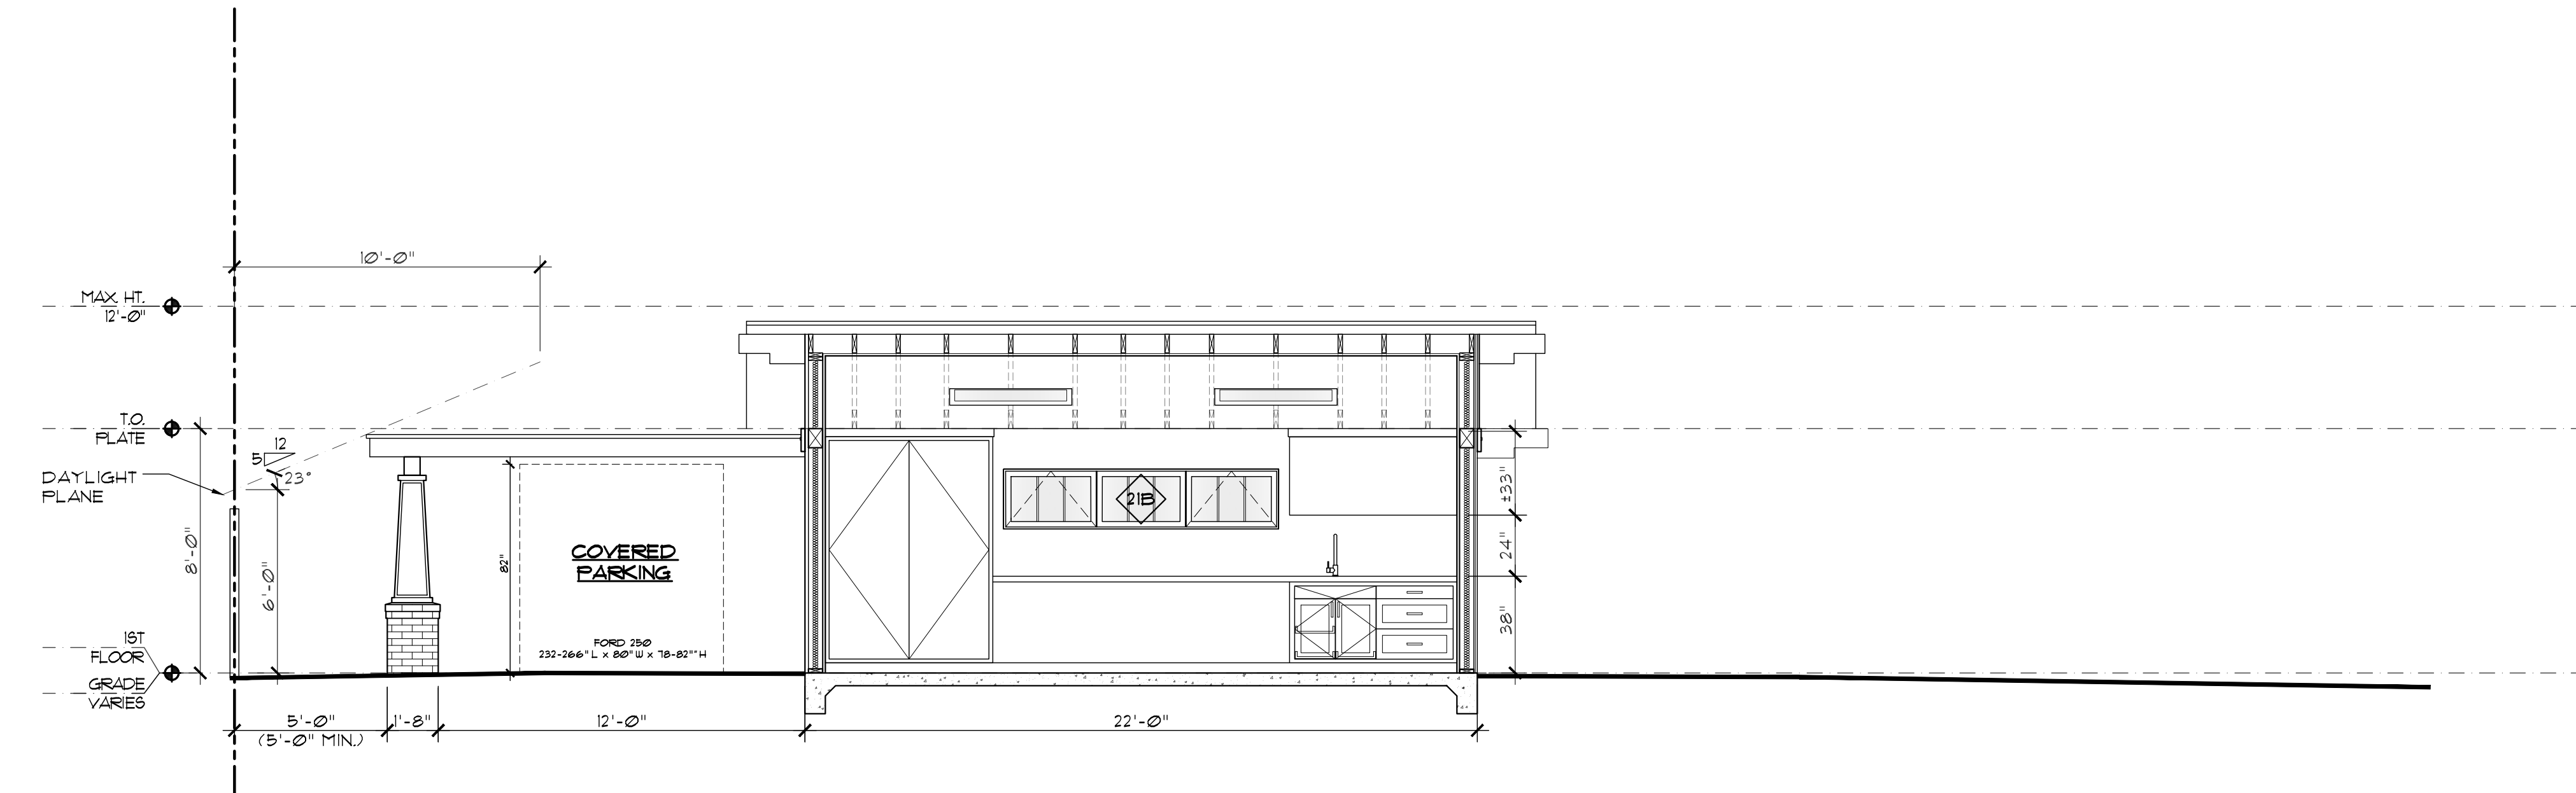 10'-0"
MAX. HT.
12'-0"
T.O.
PLATE
12
5
23°
DAYLIGHT
PLANE
8'-0"
6'-0"
82"
COVERED
PARKING
FORD 250
232-266" L x 80" W x 78-82"" H
21B
±33"
24"
38"
1ST
FLOOR
GRADE
VARIES
5'-0"
(5'-0" MIN.)
1'-8"
12'-0"
22'-0"